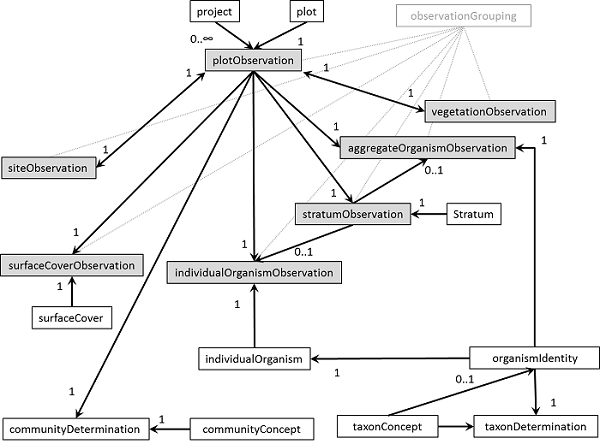 project
plot
observationGrouping
0..∞
1
plotObservation
1
1
1
vegetationObservation
1
1
aggregateOrganismObservation
1
siteObservation
0..1
1
stratumObservation
1
Stratum
1
1
0..1
surfaceCoverObservation
individualOrganismObservation
1
1
surfaceCover
individualOrganism
organismIdentity
1
0..1
1
1
communityDetermination
1
communityConcept
taxonConcept
taxonDetermination